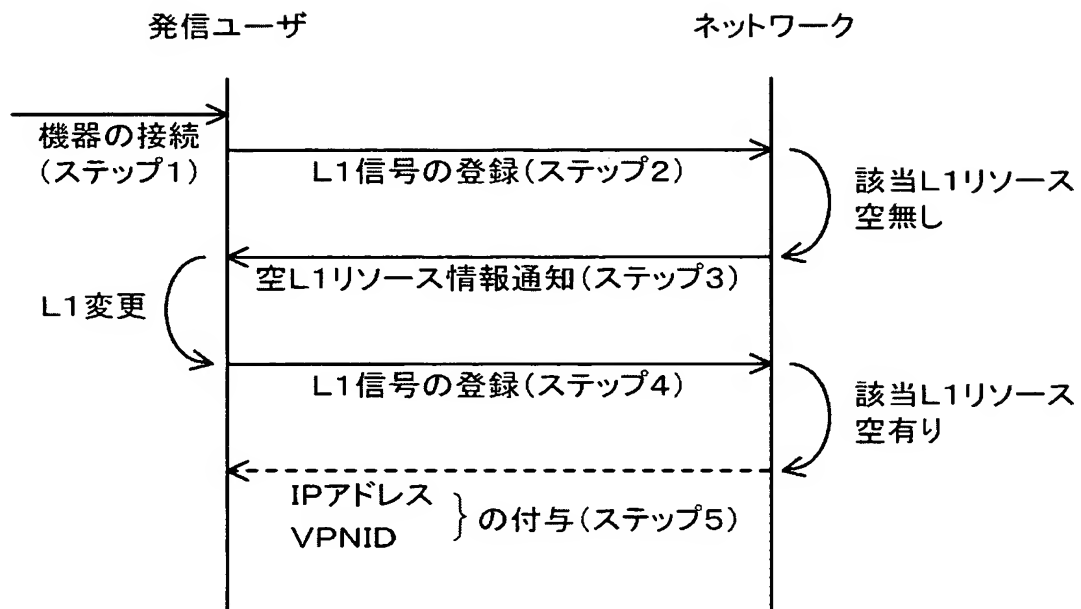 発信ユーザ
ネットワーク
機器の接続
(ステップ1)
L1信号の登録(ステップ2)
該当L1リソース
空無し
空L1リソース情報通知(ステップ3)
L1変更
L1信号の登録(ステップ4)
該当L1リソース
空有り
IPアドレス
VPNID
}の付与(ステップ5)